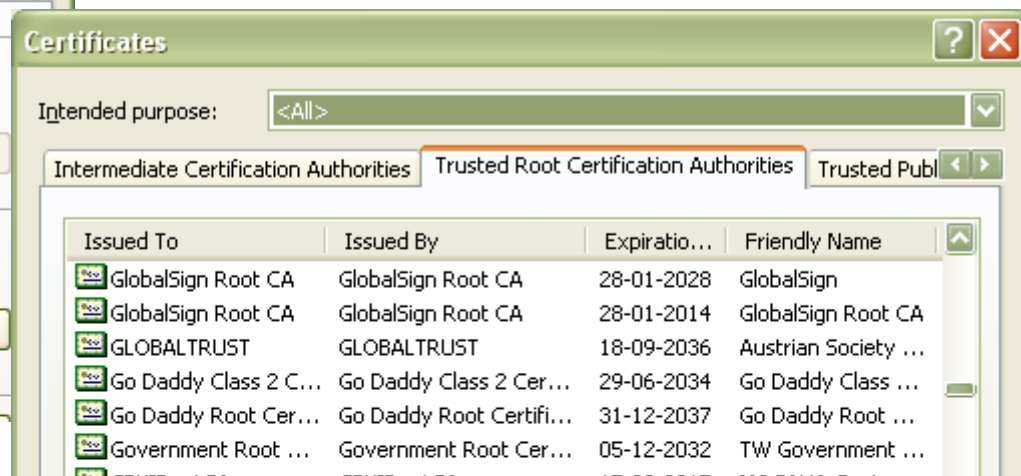 Certificates
Intended purpose: <All>
Intermediate Certification Authorities Trusted Root Certification Authorities Trusted Publ
Issued To Issued By Expiratio... Friendly Name
GlobalSign Root CA GlobalSign Root CA 28-01-2028 GlobalSign
GlobalSign Root CA GlobalSign Root CA 28-01-2014 GlobalSign Root CA
GLOBALTRUST GLOBALTRUST 18-09-2036 Austrian Society ...
Go Daddy Class 2 C... Go Daddy Class 2 Cer... 29-06-2034 Go Daddy Class ...
Go Daddy Root Cer... Go Daddy Root Certifi... 31-12-2037 Go Daddy Root ...
Government Root ... Government Root Cer... 05-12-2032 TW Government ...